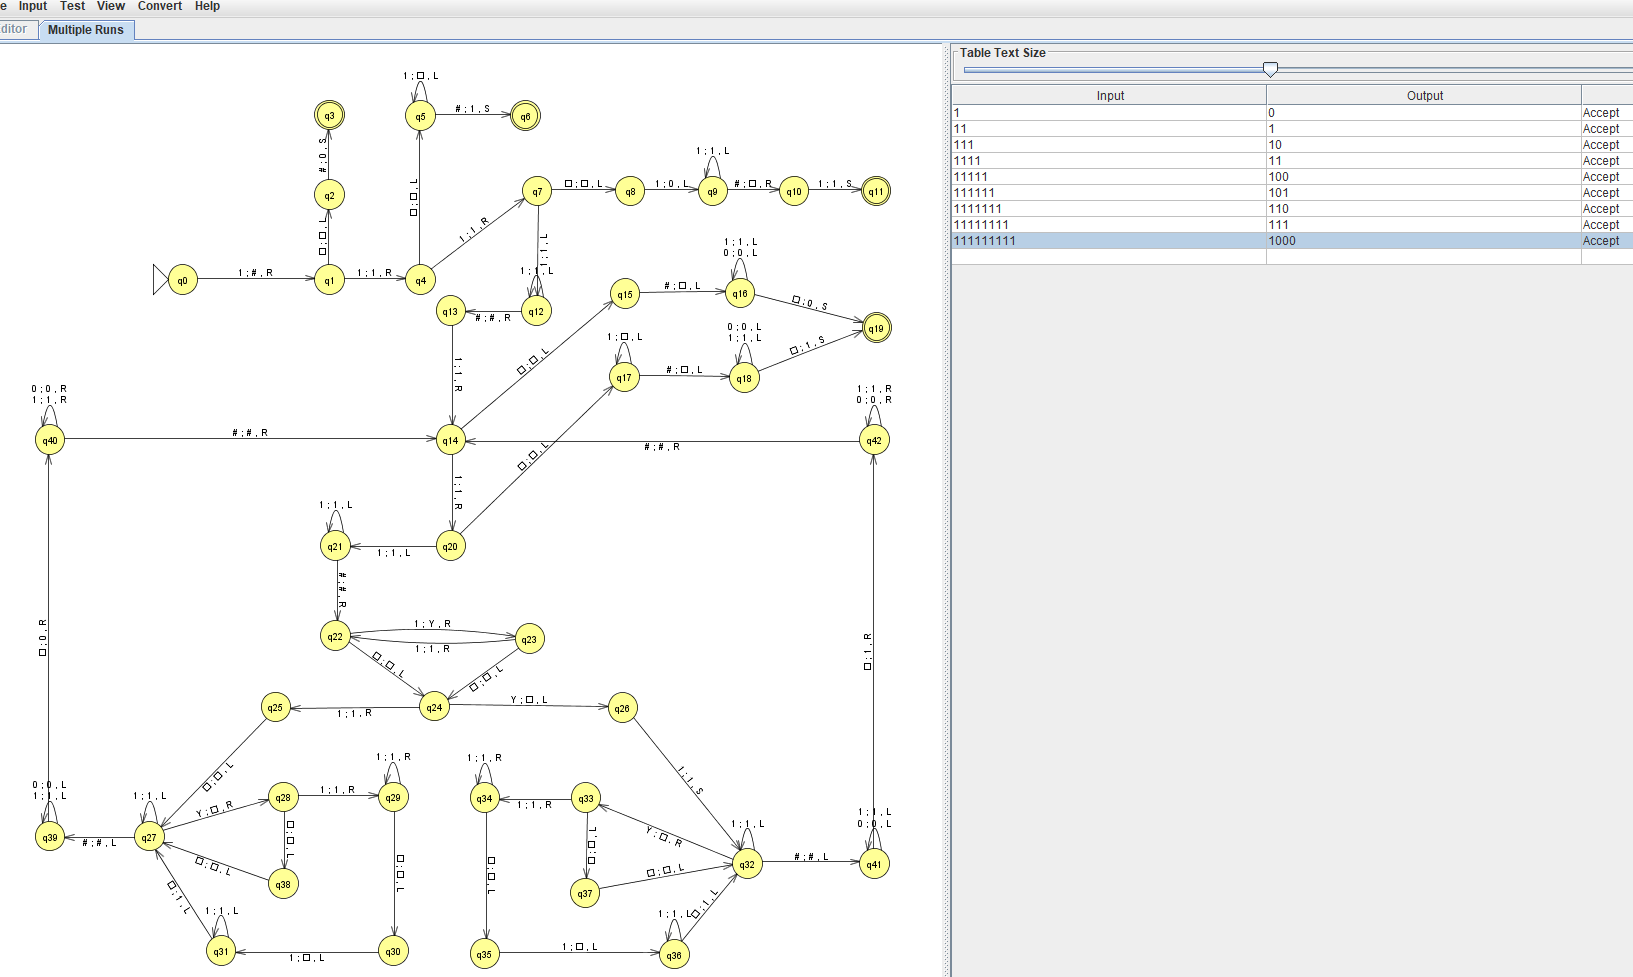 e Input Test View Convert Help
ditor Multiple Runs
Table Text Size
Input Output
1 0 Accept
11 1 Accept
111 10 Accept
1111 11 Accept
11111 100 Accept
111111 101 Accept
1111111 110 Accept
11111111 111 Accept
111111111 1000 Accept
1;□,L
q3
q5
#;1,S
q6
#;0,S
1;1,L
q2
□;□,L
q7
□;□,L
q8
1;0,L
q9
#;□,R
q10
1;1,S
q11
□;□,L
1;1,R
1;1,L
1;1,L
0;0,L
q0
1;#,R
q1
1;1,R
q4
1;1,L
q15
#;□,L
q16
□;0,S
q13
#;#,R
q12
q19
1;□,L
0;0,L
1;1,L
□;1,S
□;□,L
1;1,R
q17
#;□,L
q18
0;0,R
1;1,R
1;1,R
0;0,R
q40
#;#,R
q14
#;#,R
q42
□;□,L
1;1,R
1;1,L
q21
1;1,L
q20
#;#,R
□;0,R
q22
1;Y,R
1;1,R
q23
□;1,R
□;□,L
□;□,L
q25
1;1,R
q24
Y;□,L
q26
□;□,L
1;1,S
1;1,R
1;1,R
0;0,L
1;1,L
1;1,L
q28
1;1,R
q29
q34
1;1,R
q33
Y;□,R
Y;□,R
1;1,L
1;1,L
0;0,L
q39
#;#,L
q27
□;□,L
□;□,L
q32
#;#,L
q41
□;□,L
□;□,L
□;□,L
□;□,L
q38
q37
□;1,L
1;1,L
1;1,L
□;1,L
q31
1;□,L
q30
q35
1;□,L
q36